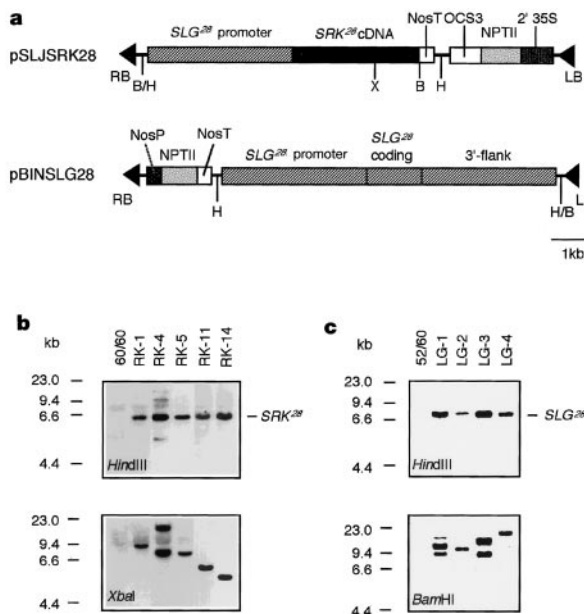 a
SLG²⁸ promoter SRK²⁸ cDNA NosT OCS3 NPTII 2' 35S
pSLJSRK28
RB B/H X B H LB
NosP NPTII NosT SLG²⁸ promoter SLG²⁸ coding 3'-flank
pBINSLG28
RB H H/B L
1kb
b
kb 60/60 RK-1 RK-4 RK-5 RK-11 RK-14
23.0
9.4
6.6 SRK²⁸
4.4
HindIII
23.0
9.4
6.6
4.4
XbaI
c
kb 52/60 LG-1 LG-2 LG-3 LG-4
23.0
9.4
6.6 SLG²⁸
4.4
HindIII
23.0
9.4
6.6
4.4
BamHI